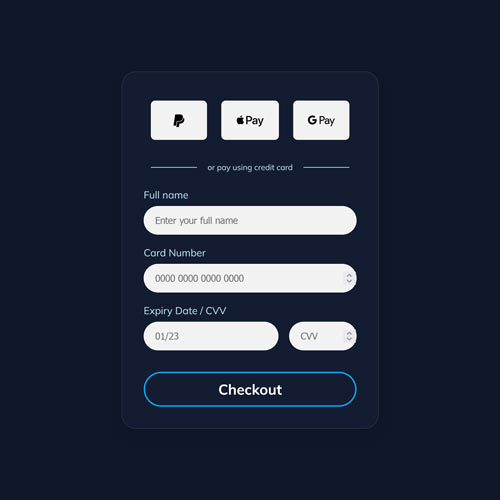 Pay
G Pay
or pay using credit card
Full name
Enter your full name
Card Number
0000 0000 0000 0000
Expiry Date / CVV
01/23
CVV
Checkout